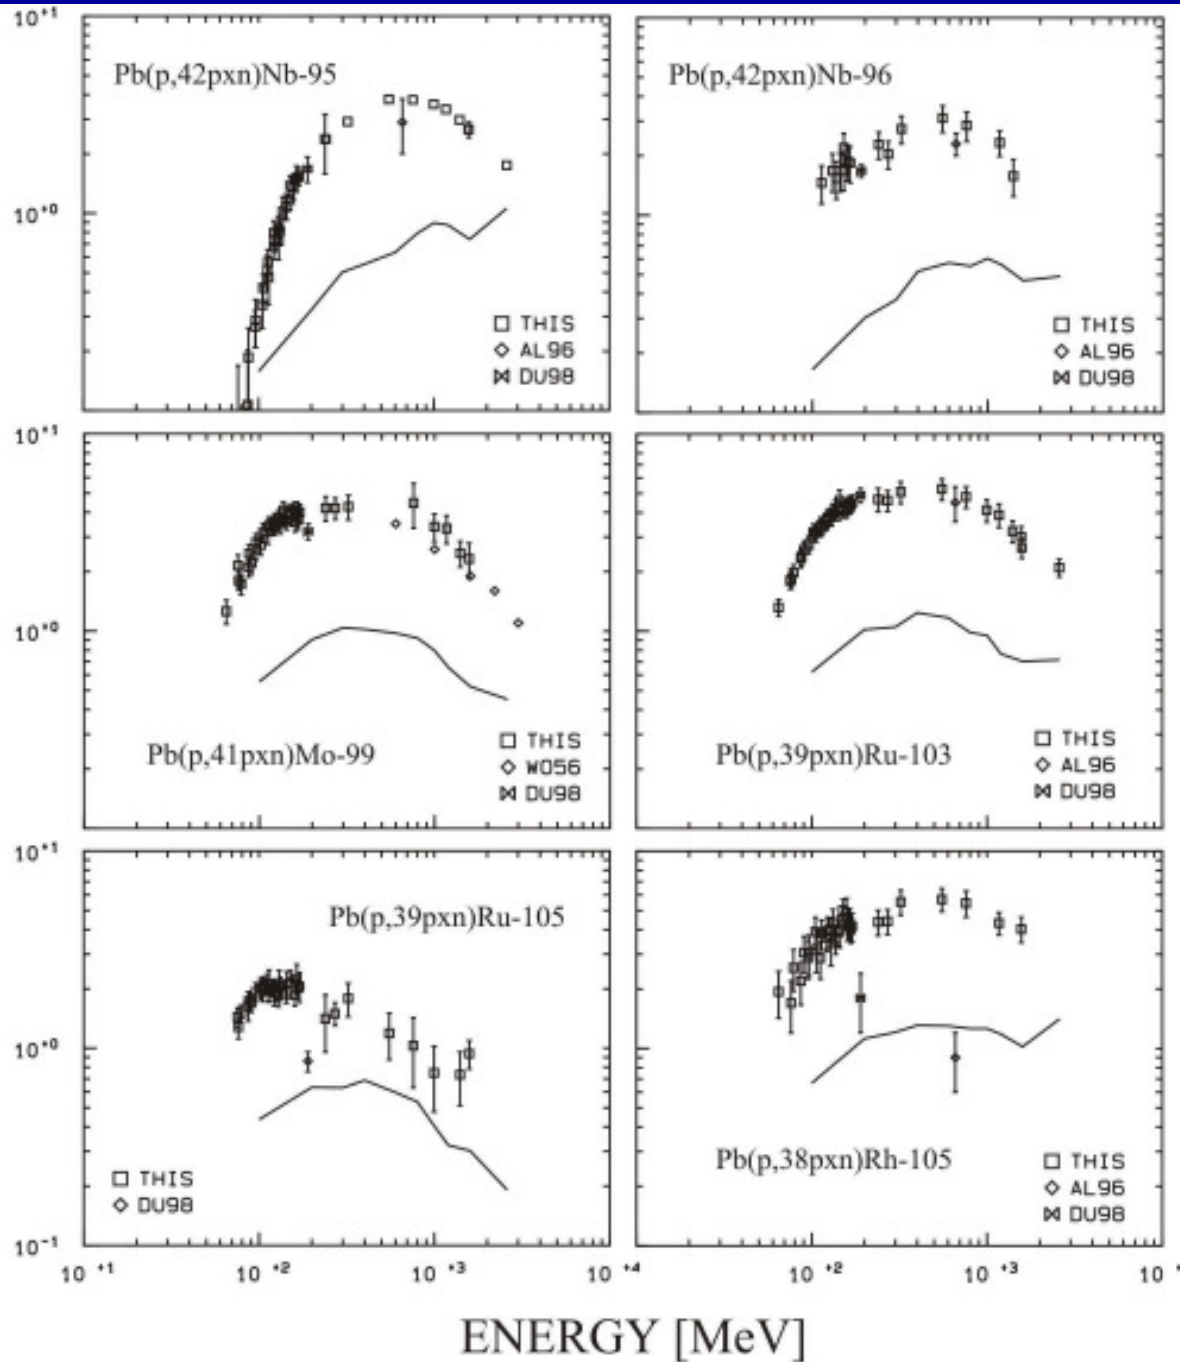 10⁺¹
Pb(p,42pxn)Nb-95
10⁺⁰
THIS
AL96
DU98
Pb(p,42pxn)Nb-96
THIS
AL96
DU98
10⁺¹
10⁺⁰
Pb(p,41pxn)Mo-99
THIS
WO56
DU98
Pb(p,39pxn)Ru-103
THIS
AL96
DU98
10⁺¹
Pb(p,39pxn)Ru-105
10⁺⁰
THIS
DU98
10⁻¹
Pb(p,38pxn)Rh-105
THIS
AL96
DU98
10⁺¹ 10⁺² 10⁺³ 10⁺⁴ 10⁺² 10⁺³ 10
ENERGY [MeV]